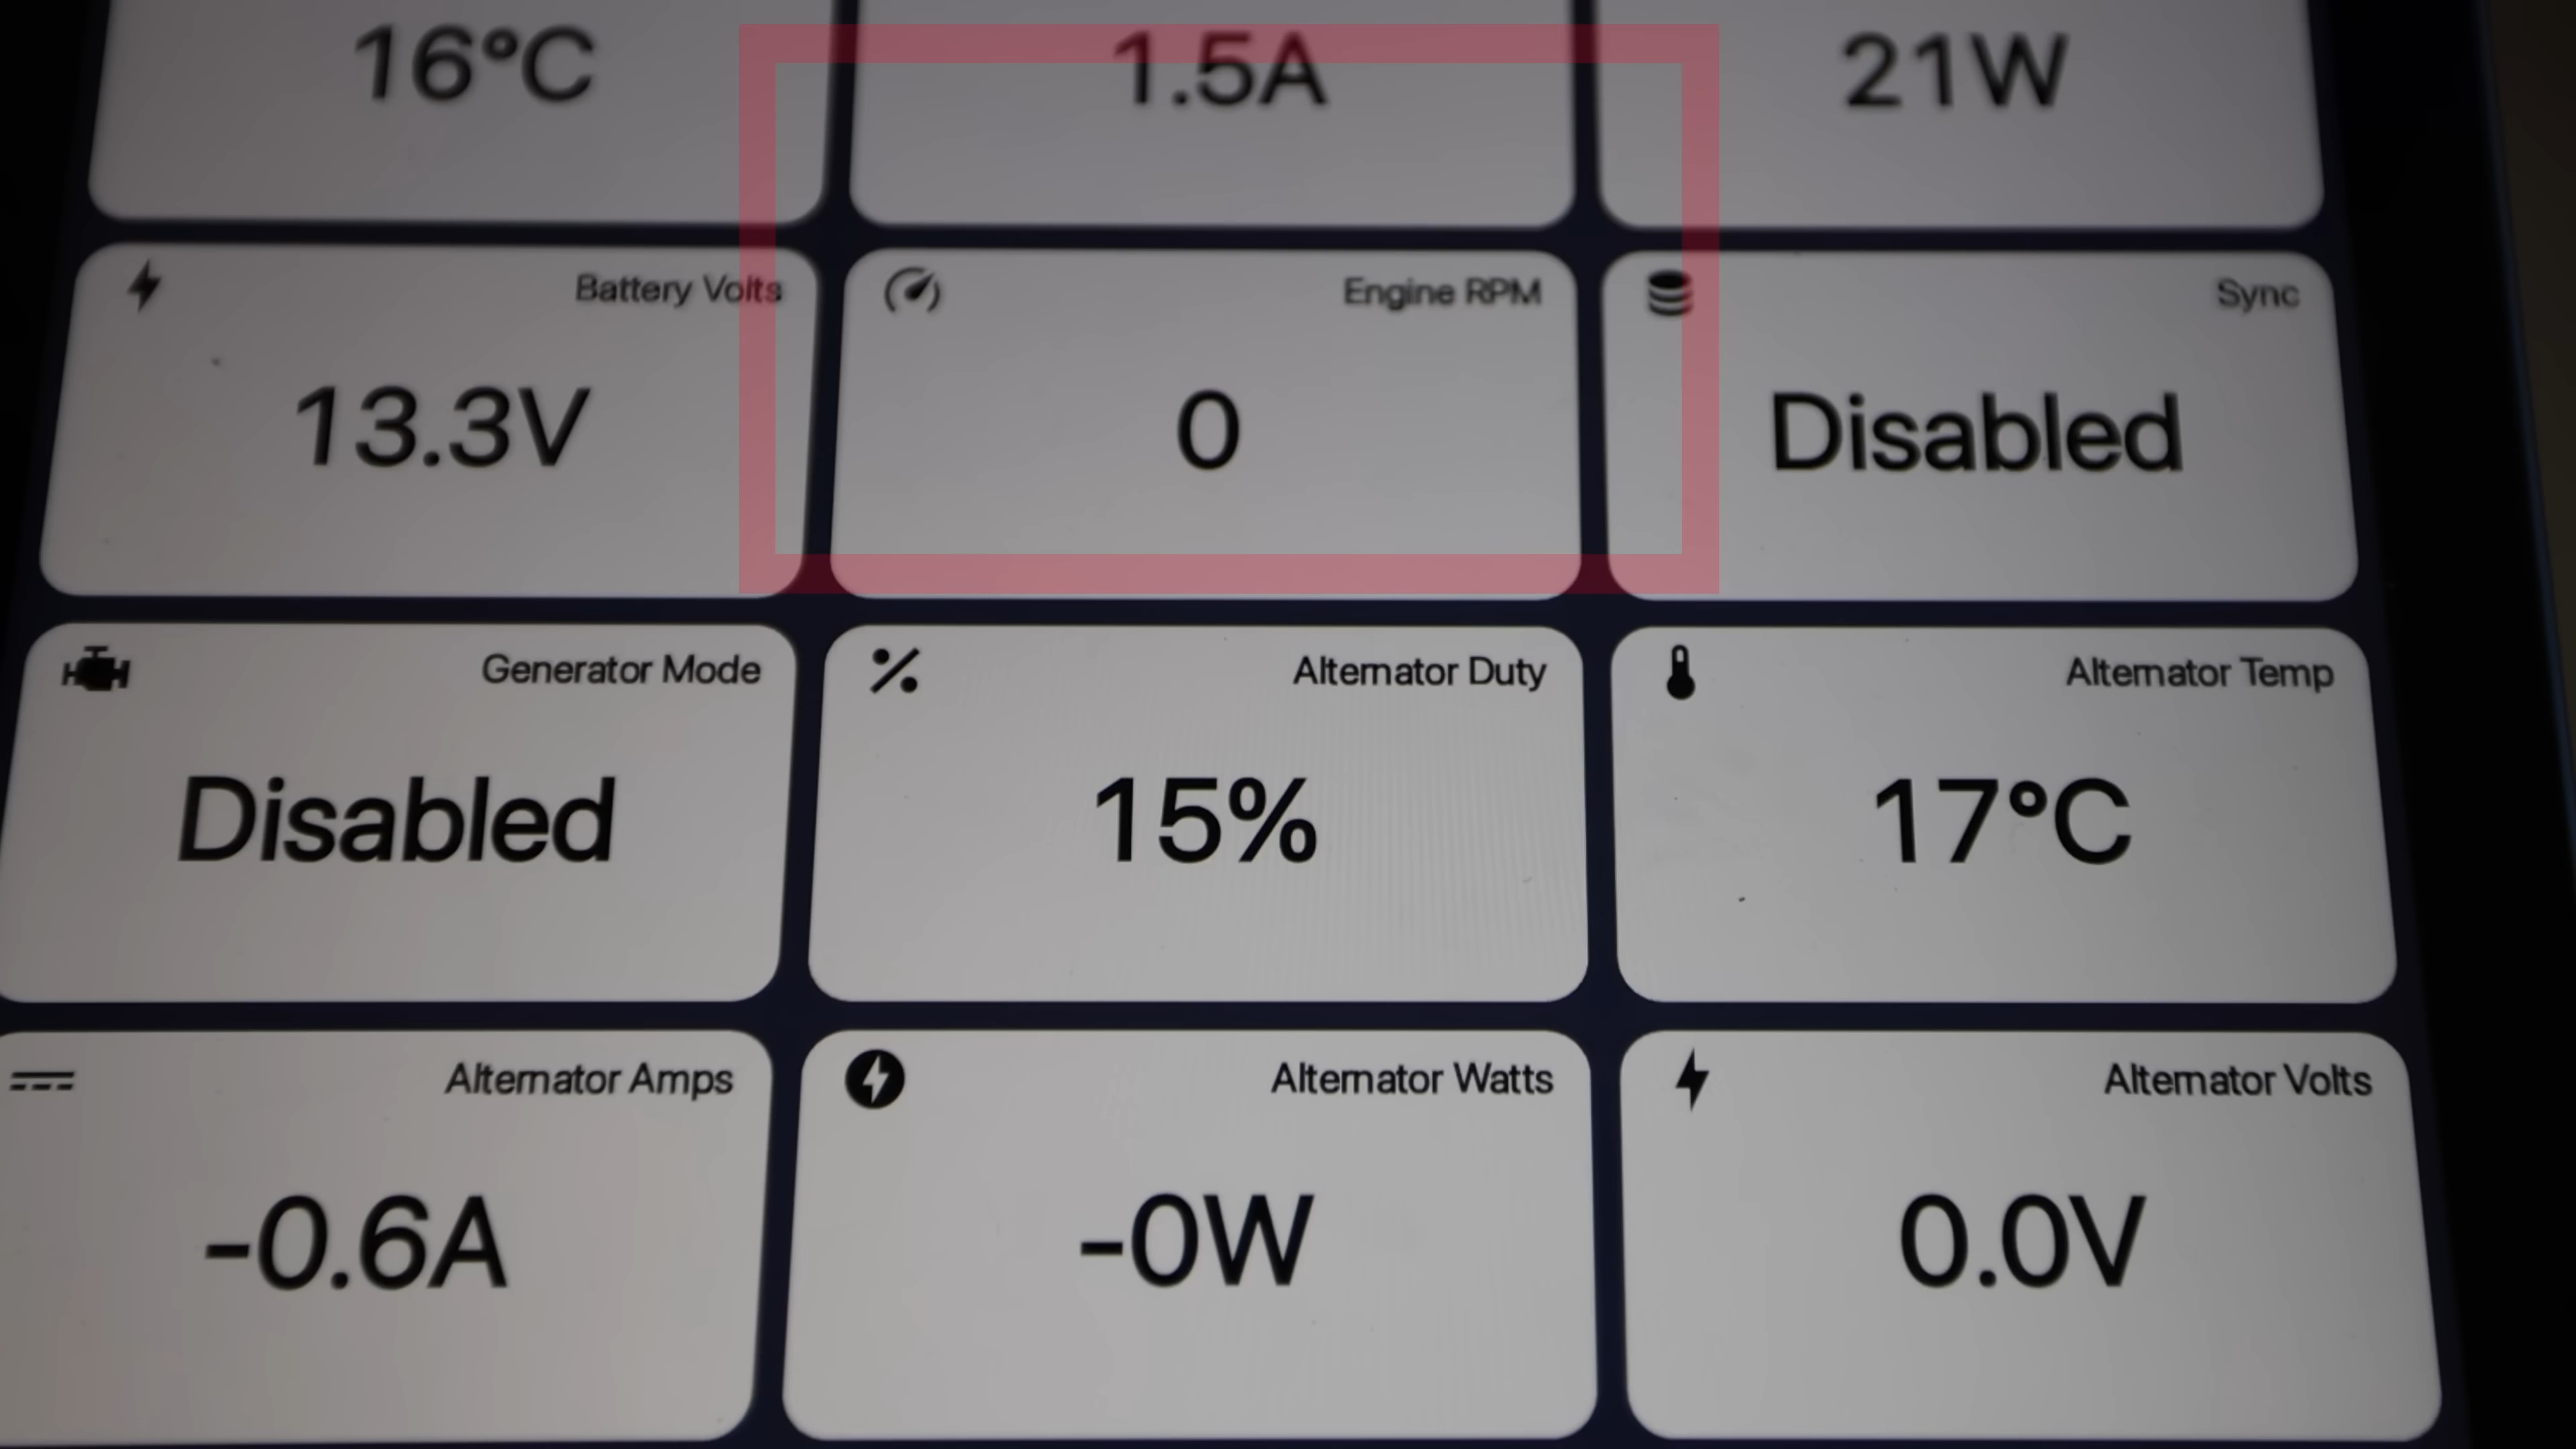 16°C
1.5A
21W
Battery Volts
13.3V
Engine RPM
0
Sync
Disabled
Generator Mode
Disabled
Alternator Duty
15%
Alternator Temp
17°C
Alternator Amps
-0.6A
Alternator Watts
-0W
Alternator Volts
0.0V